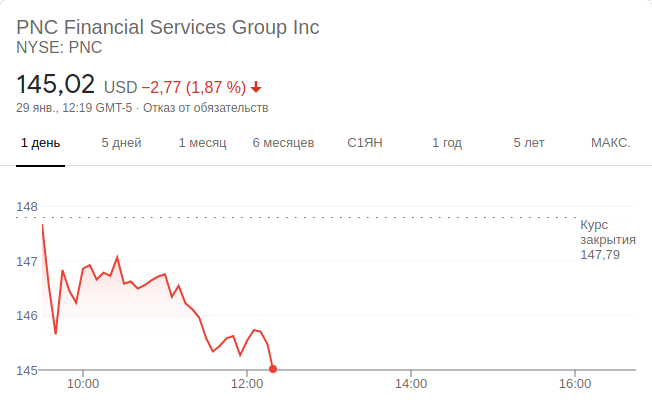 PNC Financial Services Group Inc
NYSE: PNC
145,02 USD −2,77 (1,87 %)
29 янв., 12:19 GMT-5 · Отказ от обязательств
1 день 5 дней 1 месяц 6 месяцев С1ЯН 1 год 5 лет МАКС.
148
Курс
закрытия
147,79
147
146
145
10:00 12:00 14:00 16:00